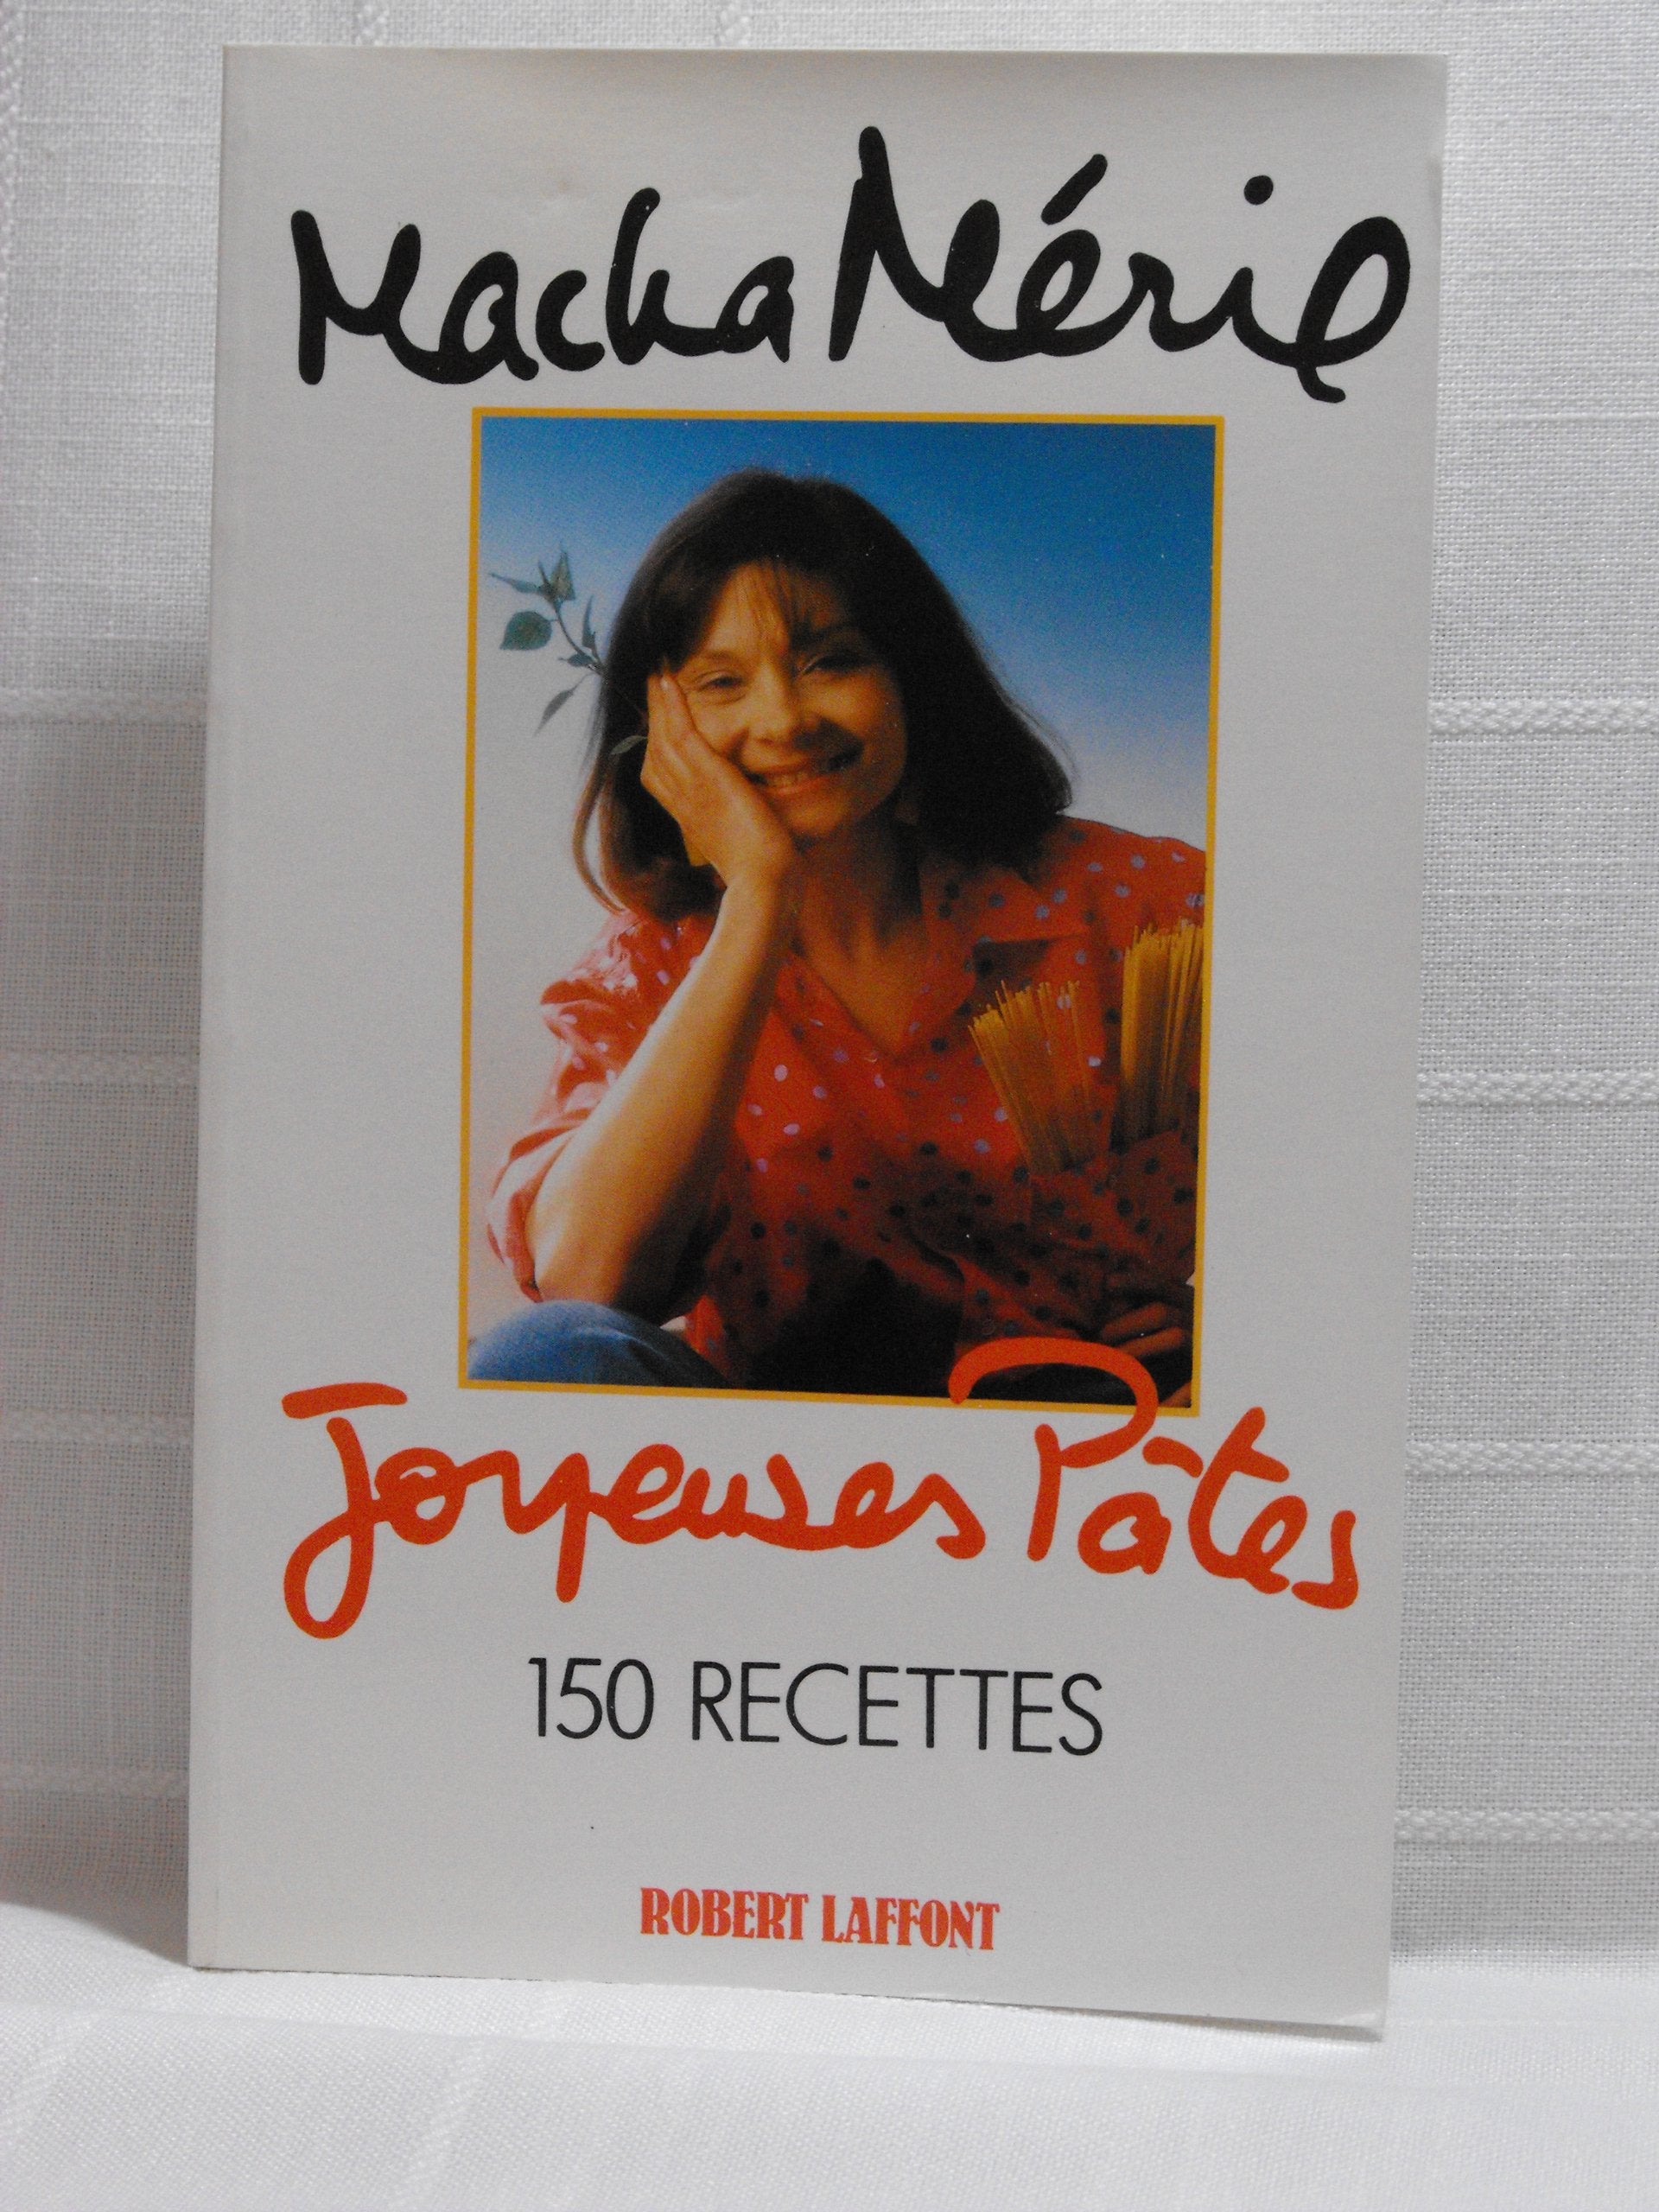 Macha Méril
Joyeuses Pâtes
150 RECETTES
ROBERT LAFFONT